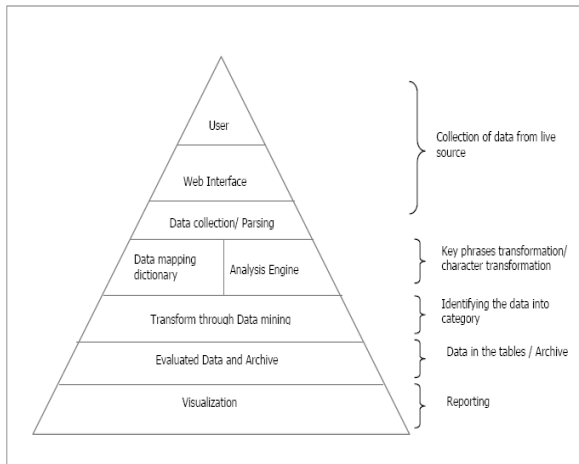 User
Web Interface
Data collection/ Parsing
Data mapping
dictionary
Analysis Engine
Transform through Data mining
Evaluated Data and Archive
Visualization
Collection of data from live
source
Key phrases transformation/
character transformation
Identifying the data into
category
Data in the tables / Archive
Reporting